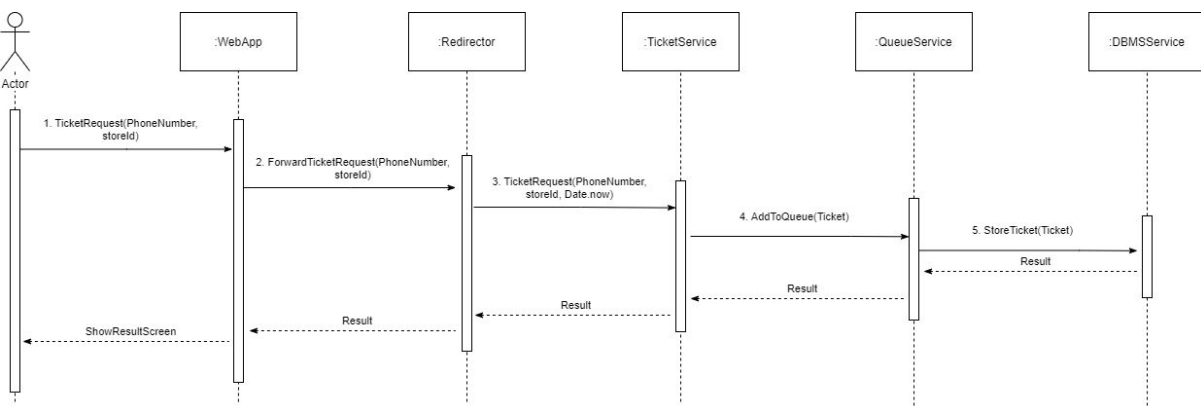 :WebApp
:Redirector
:TicketService
:QueueService
:DBMSService
Actor
1. TicketRequest(PhoneNumber,
storeId)
2. ForwardTicketRequest(PhoneNumber,
storeId)
3. TicketRequest(PhoneNumber,
storeId, Date.now)
4. AddToQueue(Ticket)
5. StoreTicket(Ticket)
Result
Result
Result
Result
ShowResultScreen